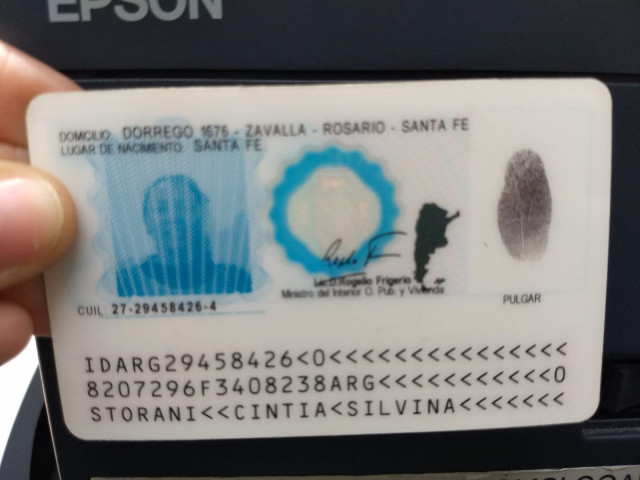 EPSON
DOMICILIO: DORREGO 1676 - ZAVALLA - ROSARIO - SANTA FE
LUGAR DE NACIMIENTO: SANTA FE
Lic. D. Rogelio Frigerio
Ministro del Interior O. Pub. y Vivienda
PULGAR
CUIL: 27-29458426-4
IDARG29458426<0<<<<<<<<<<<<<<<
8207296F3408238ARG<<<<<<<<<<<0
STORANI<<CINTIA<SILVINA<<<<<<<